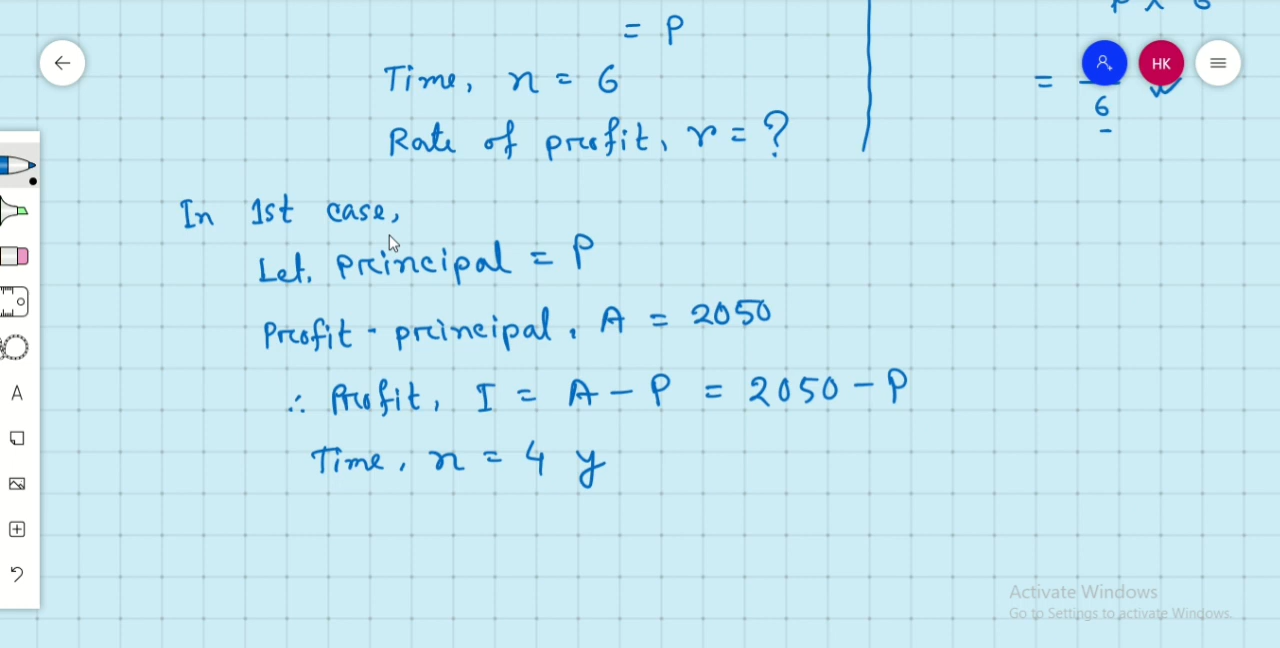 = P
Time, n = 6
Rate of profit, r = ?
P × 6
=
6
HK
In 1st case,
Let, principal = P
Profit - principal, A = 2050
∴ Profit, I = A - P = 2050 - P
Time, n = 4 y
A
Activate Windows
Go to Settings to activate Windows.